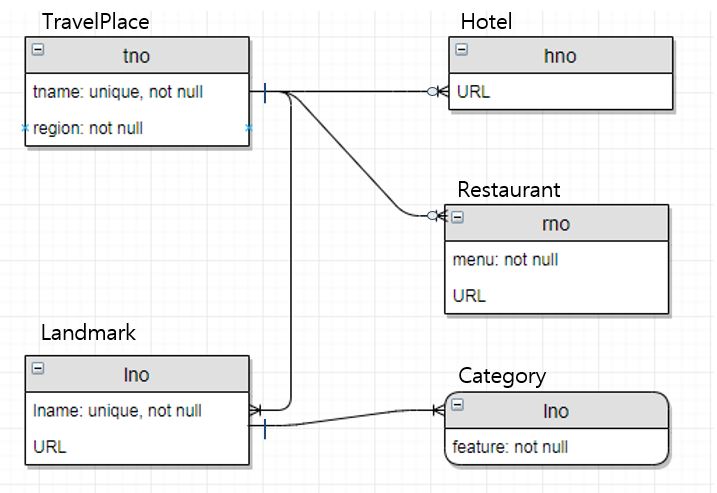 TravelPlace
tno
tname: unique, not null
region: not null
Hotel
hno
URL
Restaurant
rno
menu: not null
URL
Landmark
lno
lname: unique, not null
URL
Category
lno
feature: not null